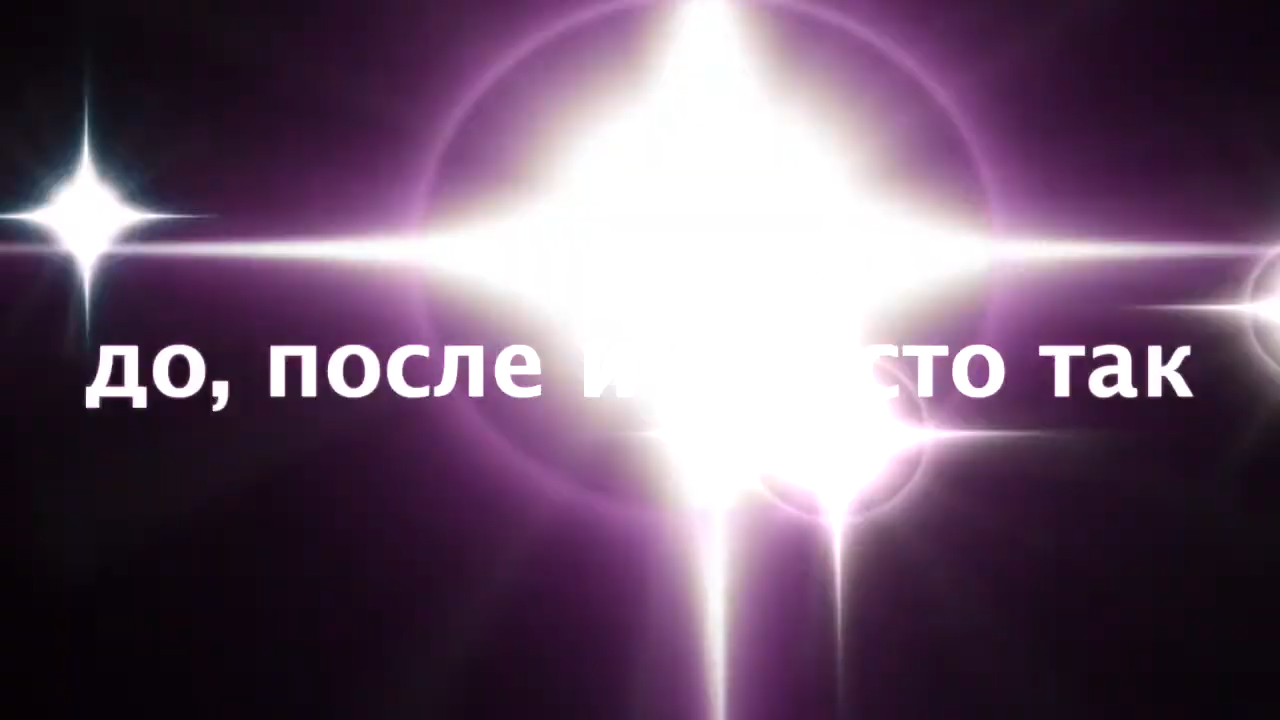 до, после и так